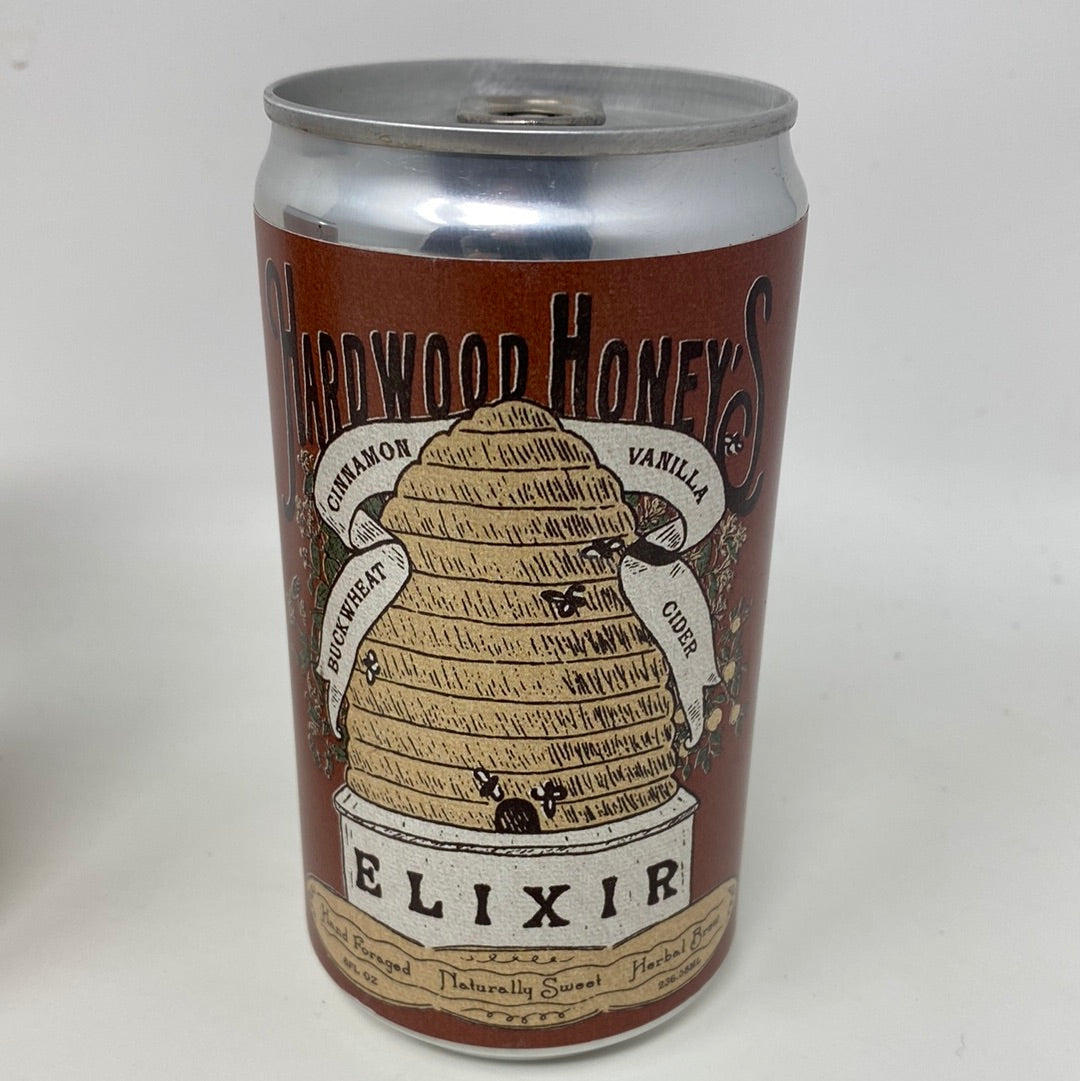 HARDWOOD HONEY'S
CINNAMON
VANILLA
BUCKWHEAT
CIDER
ELIXIR
Hand Foraged
Naturally Sweet
Herbal Brew
8FL OZ
236.58ML